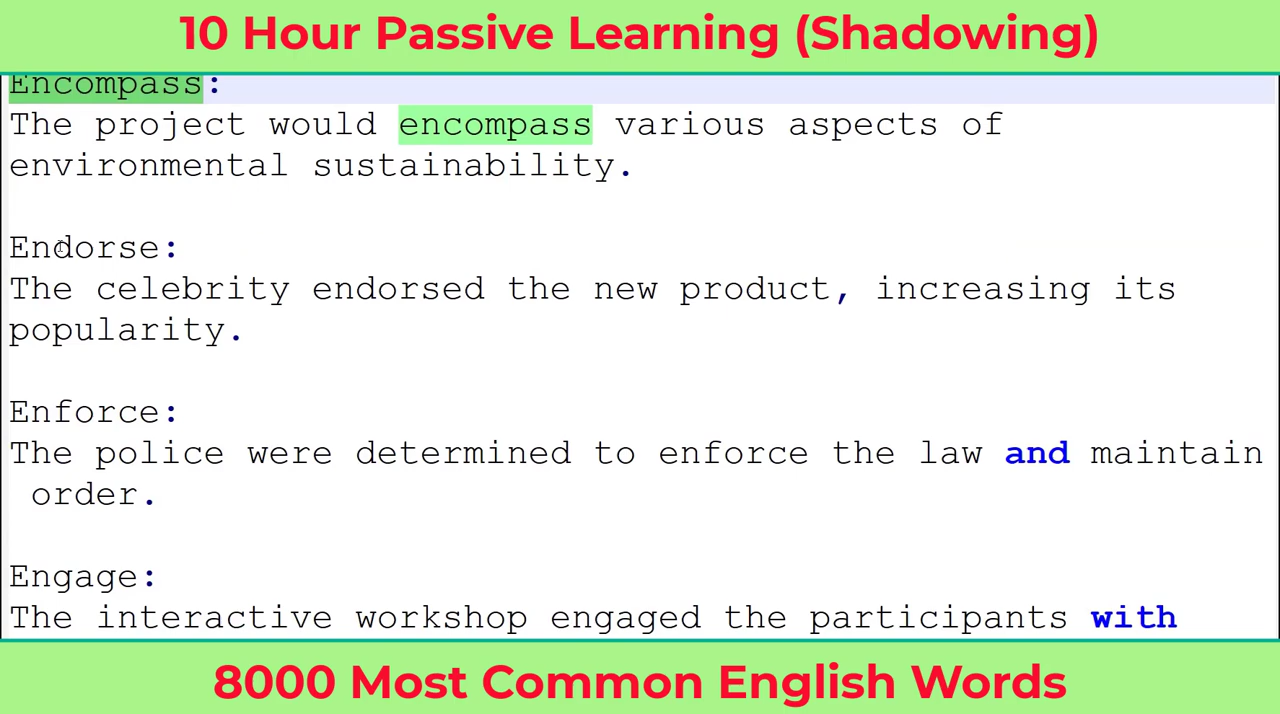 10 Hour Passive Learning (Shadowing)
Encompass:
The project would encompass various aspects of
environmental sustainability.
Endorse:
The celebrity endorsed the new product, increasing its
popularity.
Enforce:
The police were determined to enforce the law and maintain
order.
Engage:
The interactive workshop engaged the participants with
8000 Most Common English Words